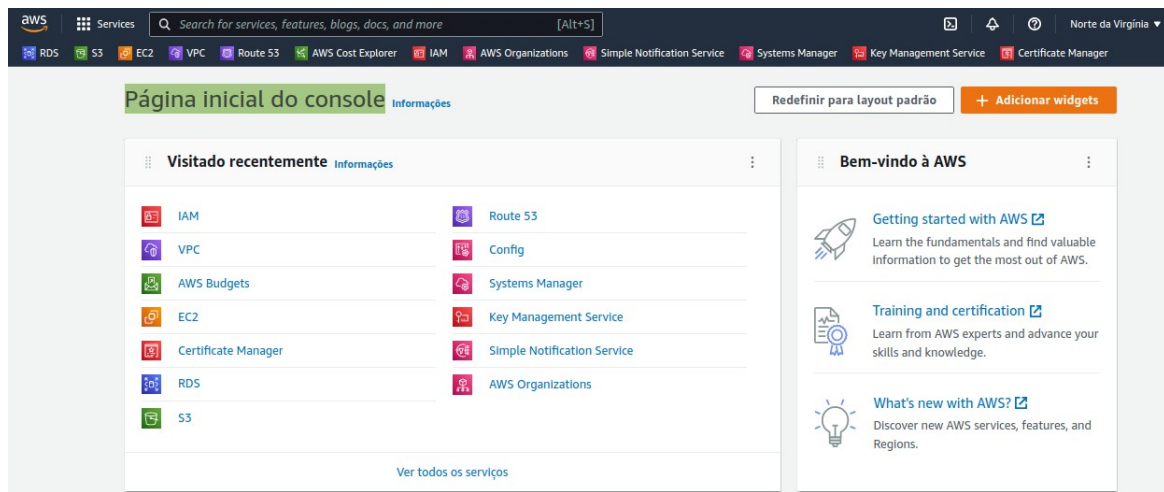 aws Services Search for services, features, blogs, docs, and more [Alt+S] Norte da Virgínia
RDS S3 EC2 VPC Route 53 AWS Cost Explorer IAM AWS Organizations Simple Notification Service Systems Manager Key Management Service Certificate Manager
Página inicial do console Informações
Redefinir para layout padrão + Adicionar widgets
Visitado recentemente Informações
IAM
VPC
AWS Budgets
EC2
Certificate Manager
RDS
S3
Route 53
Config
Systems Manager
Key Management Service
Simple Notification Service
AWS Organizations
Ver todos os serviços
Bem-vindo à AWS
Getting started with AWS
Learn the fundamentals and find valuable
information to get the most out of AWS.
Training and certification
Learn from AWS experts and advance your
skills and knowledge.
What's new with AWS?
Discover new AWS services, features, and
Regions.